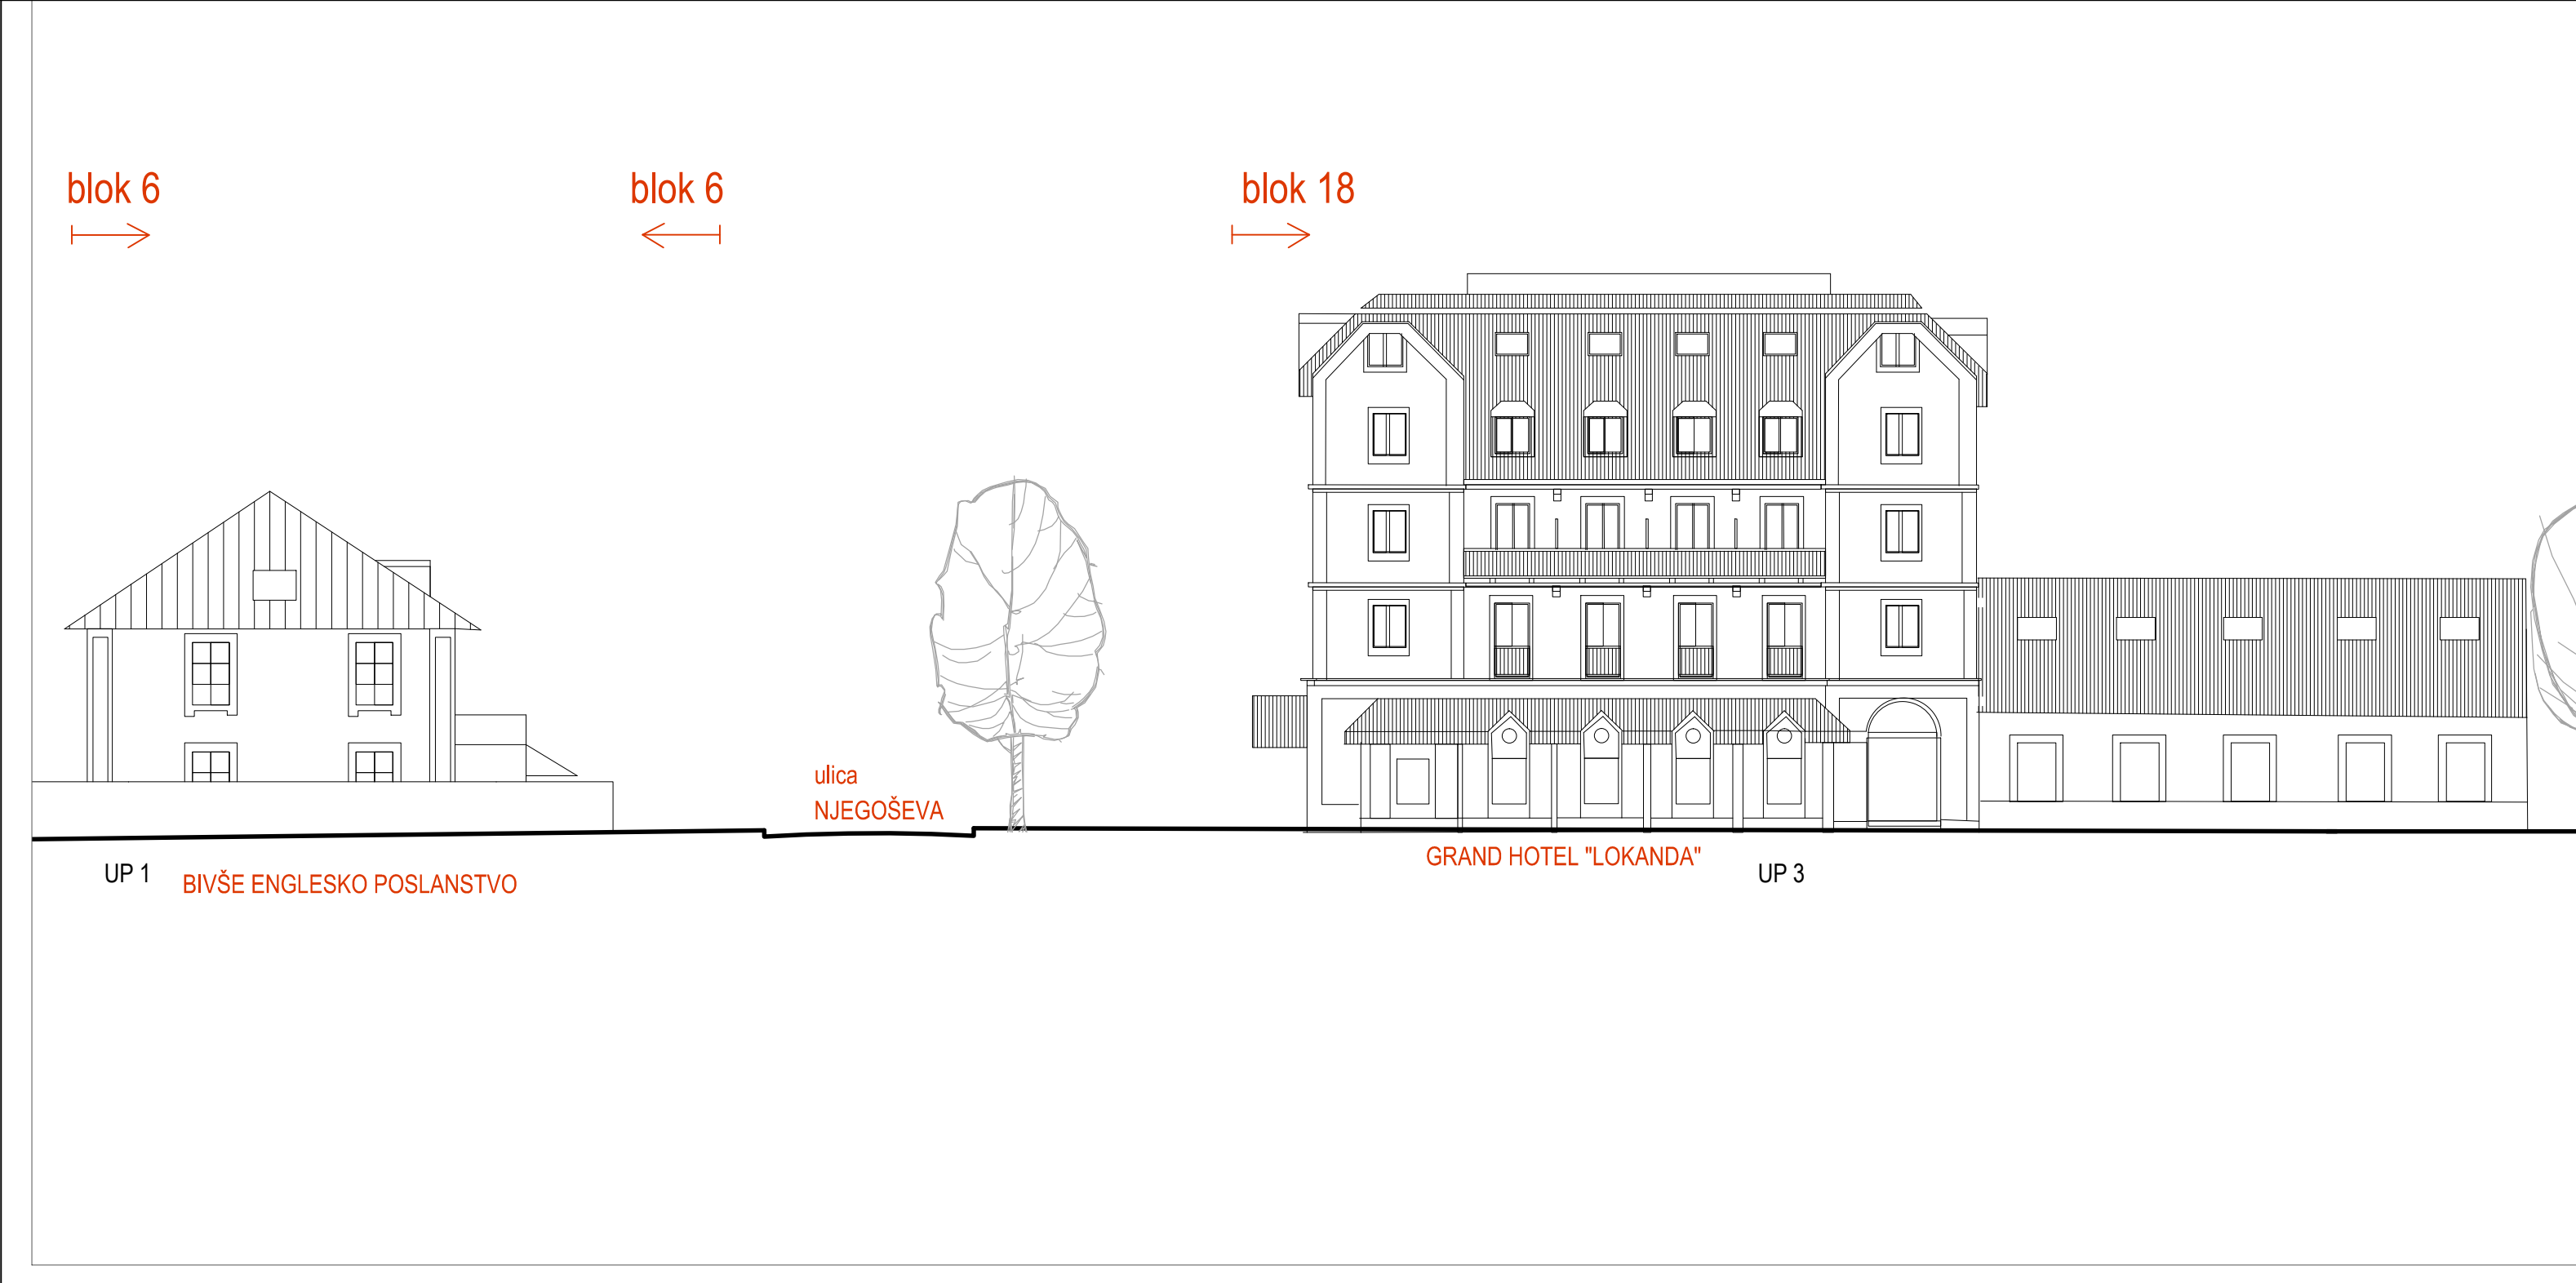 blok 6
blok 6
blok 18
ulica
NJEGOŠEVA
UP 1
BIVŠE ENGLESKO POSLANSTVO
GRAND HOTEL "LOKANDA"
UP 3